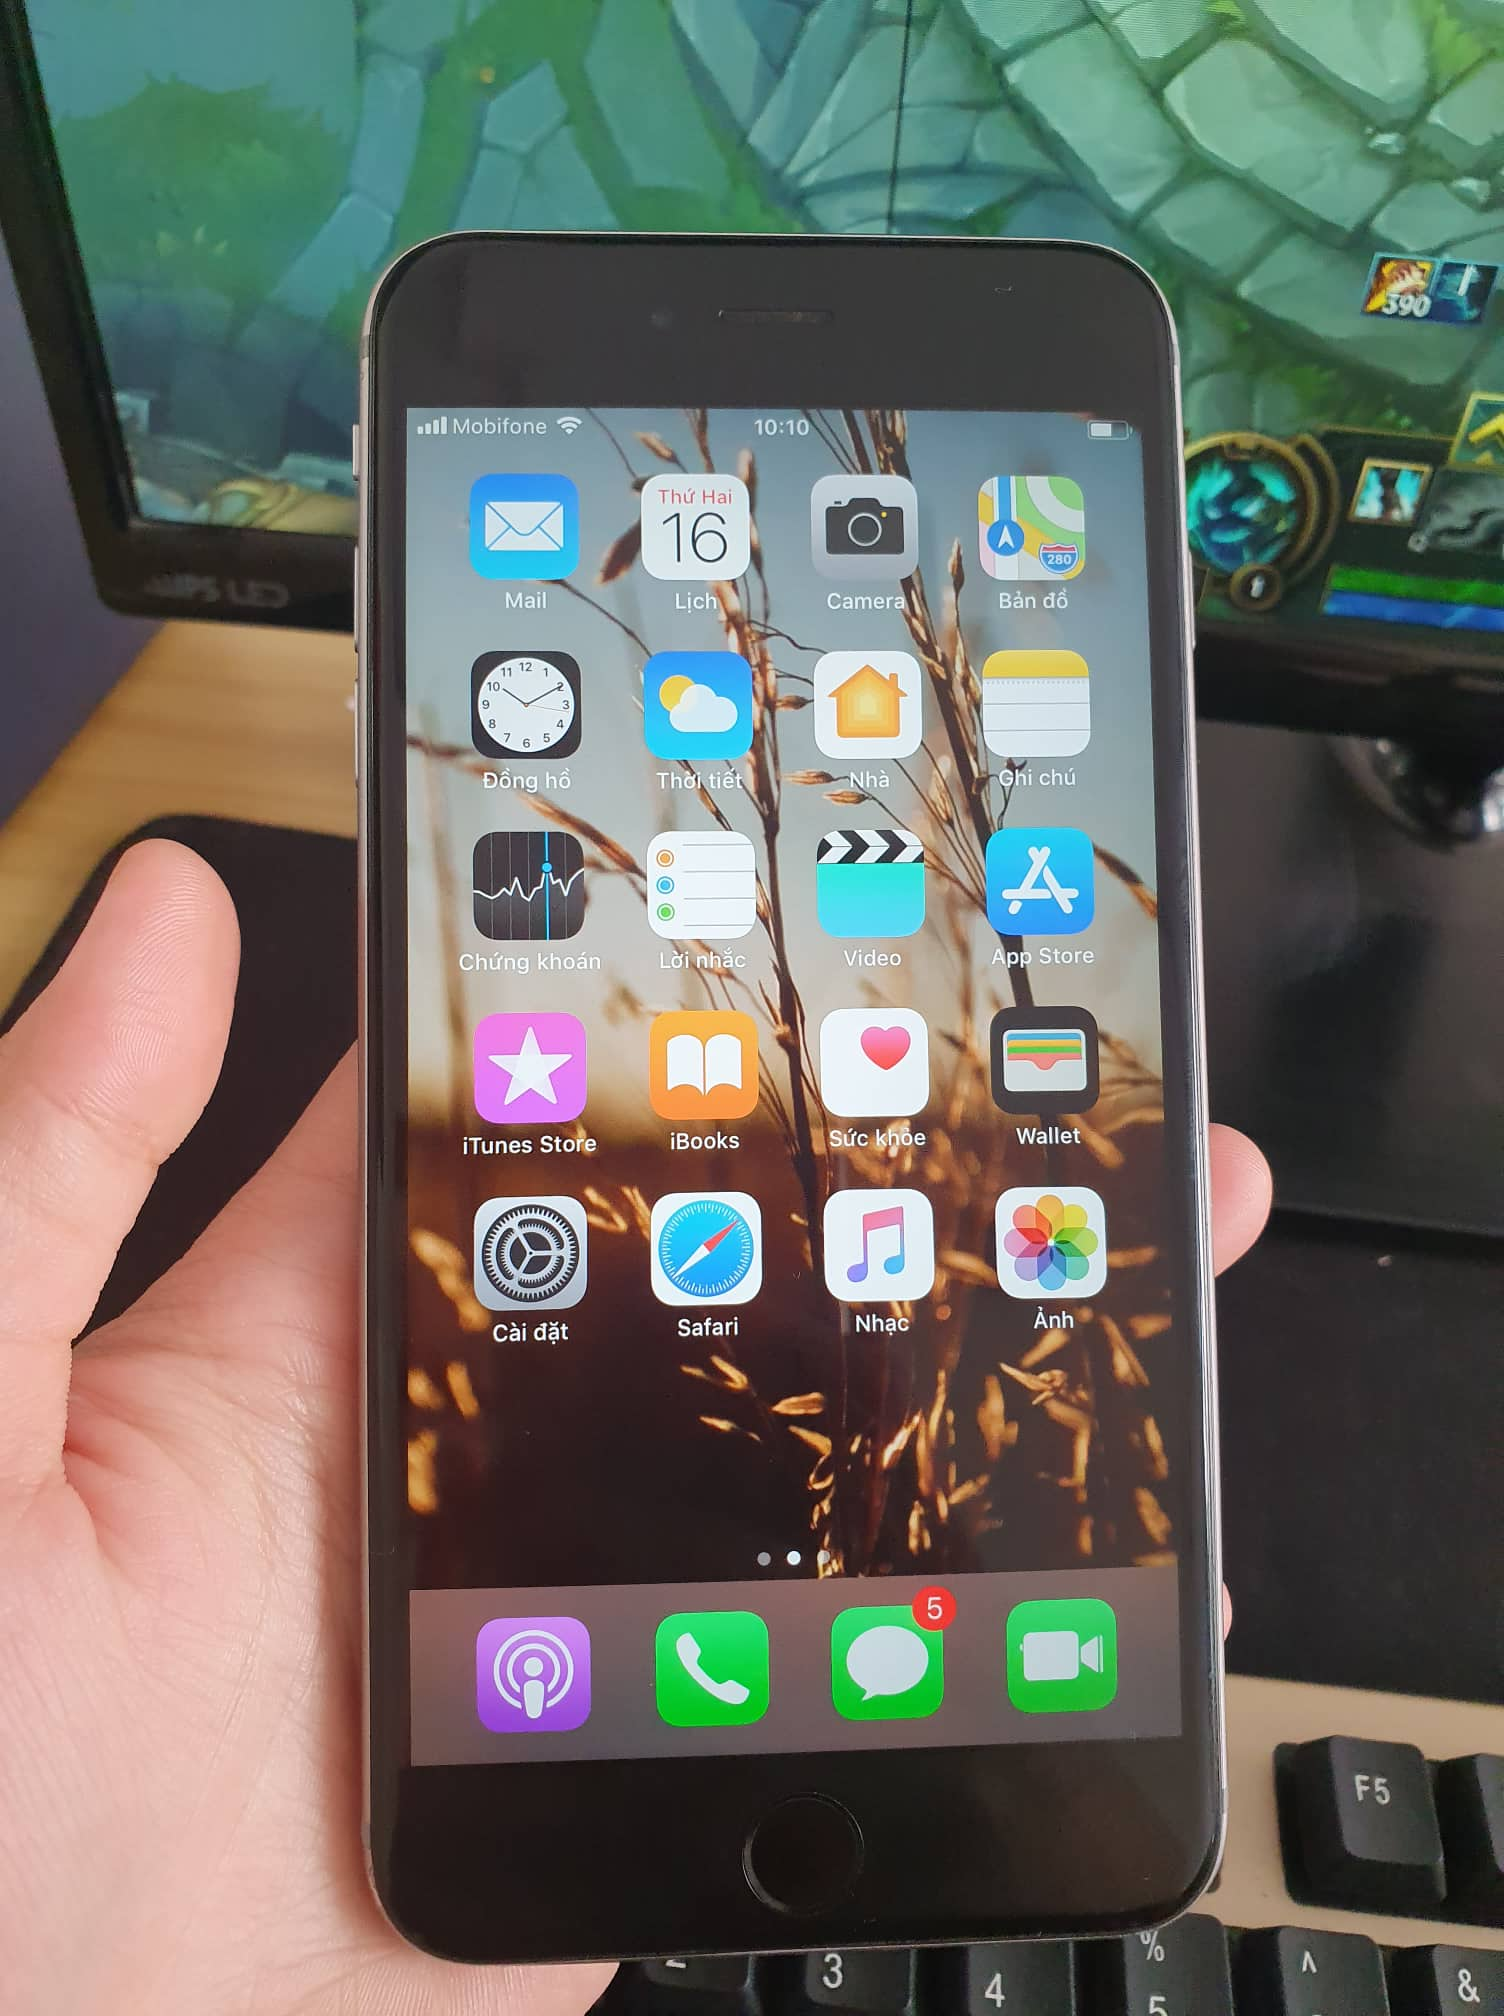 390
Mobifone 10:10
Thứ Hai
16
280
Mail Lịch Camera Bản đồ
12
11 1
10 2
9 3
8 4
7 5
6
Đồng hồ Thời tiết Nhà Ghi chú
Chứng khoán Lời nhắc Video App Store
iTunes Store iBooks Sức khỏe Wallet
Cài đặt Safari Nhạc Ảnh
5
IPS LED
F5
%
^
&
2 3 4 5